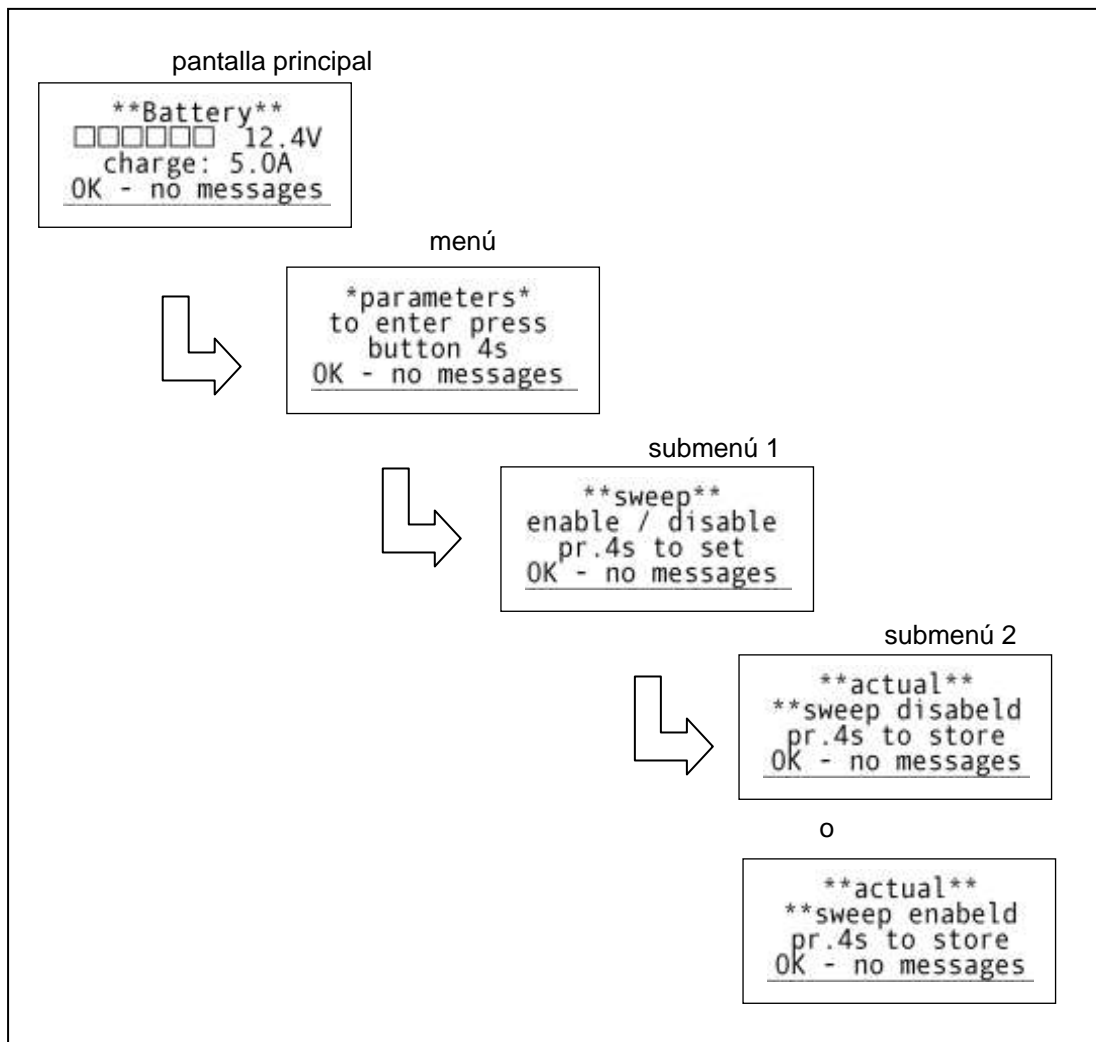 pantalla principal
**Battery**
□□□□□□ 12.4V
charge: 5.0A
OK - no messages
menú
*parameters*
to enter press
button 4s
OK - no messages
submenú 1
**sweep**
enable / disable
pr.4s to set
OK - no messages
submenú 2
**actual**
**sweep disabeld
pr.4s to store
OK - no messages
o
**actual**
**sweep enabeld
pr.4s to store
OK - no messages